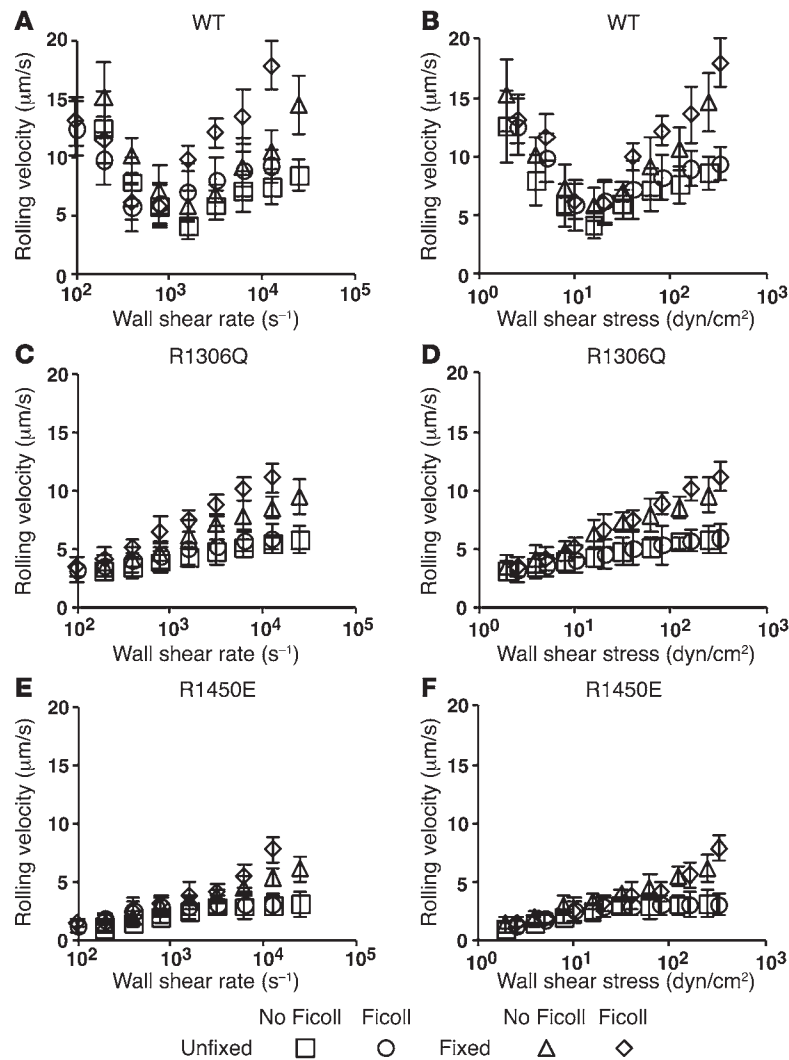 A WT
Rolling velocity (μm/s)
20
15
10
5
0
10² 10³ 10⁴ 10⁵
Wall shear rate (s⁻¹)
B WT
Rolling velocity (μm/s)
20
15
10
5
0
10⁰ 10¹ 10² 10³
Wall shear stress (dyn/cm²)
C R1306Q
Rolling velocity (μm/s)
20
15
10
5
0
10² 10³ 10⁴ 10⁵
Wall shear rate (s⁻¹)
D R1306Q
Rolling velocity (μm/s)
20
15
10
5
0
10⁰ 10¹ 10² 10³
Wall shear stress (dyn/cm²)
E R1450E
Rolling velocity (μm/s)
20
15
10
5
0
10² 10³ 10⁴ 10⁵
Wall shear rate (s⁻¹)
F R1450E
Rolling velocity (μm/s)
20
15
10
5
0
10⁰ 10¹ 10² 10³
Wall shear stress (dyn/cm²)
No Ficoll Ficoll No Ficoll Ficoll
Unfixed Fixed